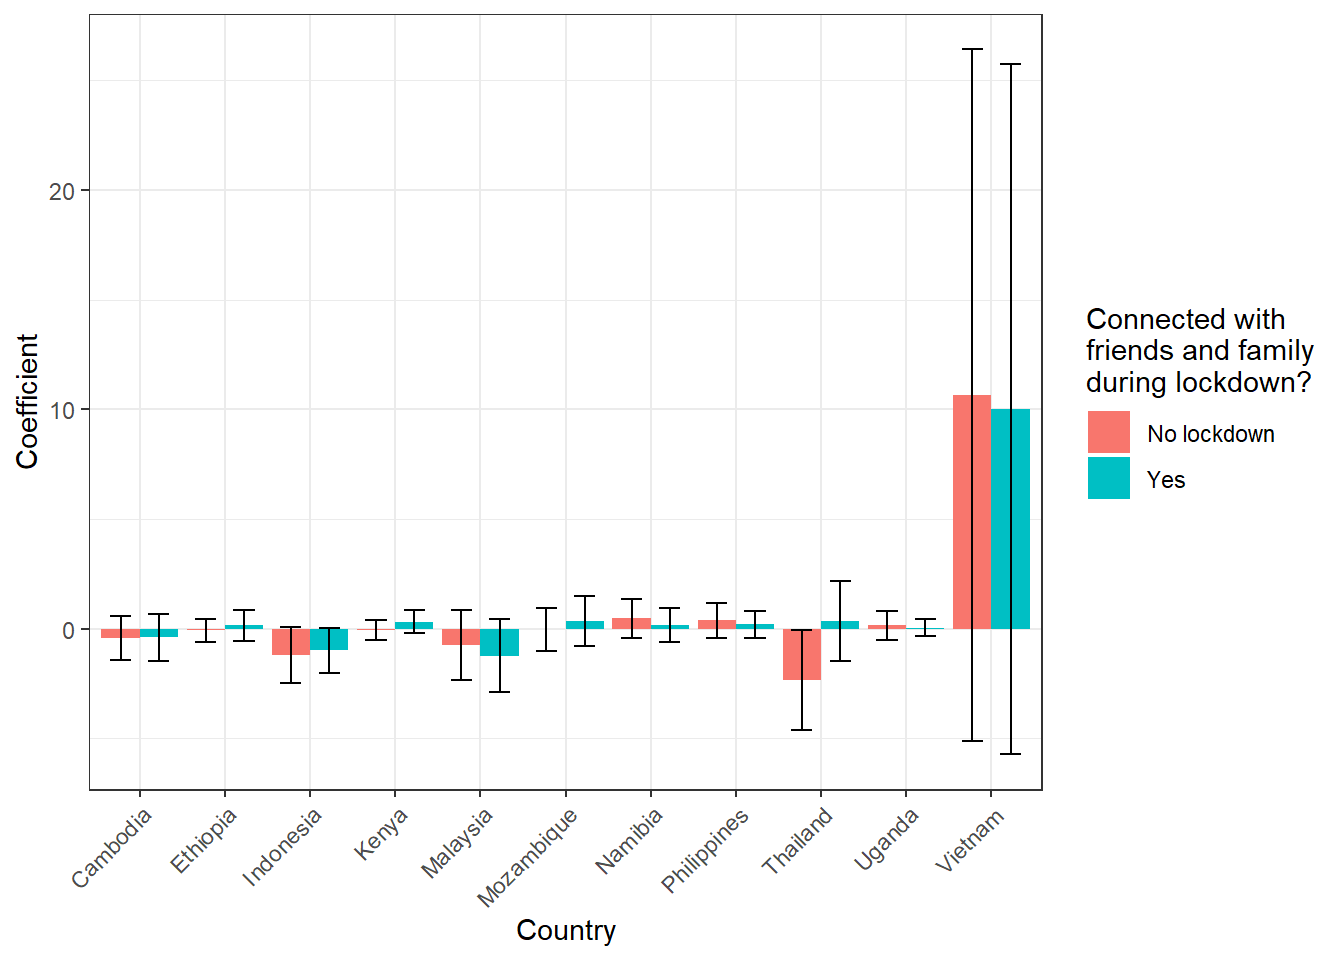 20
10
0
Coefficient
Cambodia
Ethiopia
Indonesia
Kenya
Malaysia
Mozambique
Namibia
Philippines
Thailand
Uganda
Vietnam
Country
Connected with
friends and family
during lockdown?
No lockdown
Yes